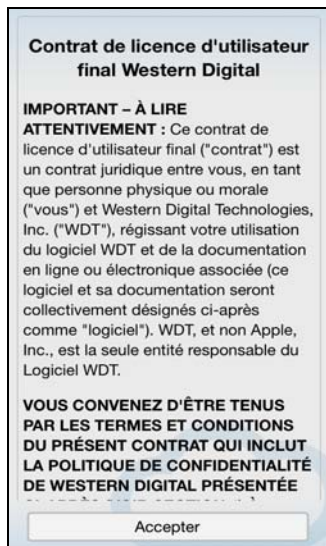 Contrat de licence d'utilisateur
final Western Digital
IMPORTANT – À LIRE
ATTENTIVEMENT : Ce contrat de
licence d'utilisateur final ("contrat") est
un contrat juridique entre vous, en tant
que personne physique ou morale
("vous") et Western Digital Technologies,
Inc. ("WDT"), régissant votre utilisation
du logiciel WDT et de la documentation
en ligne ou électronique associée (ce
logiciel et sa documentation seront
collectivement désignés ci-après
comme "logiciel"). WDT, et non Apple,
Inc., est la seule entité responsable du
Logiciel WDT.
VOUS CONVENEZ D'ÊTRE TENUS
PAR LES TERMES ET CONDITIONS
DU PRÉSENT CONTRAT QUI INCLUT
LA POLITIQUE DE CONFIDENTIALITÉ
DE WESTERN DIGITAL PRÉSENTÉE
Accepter